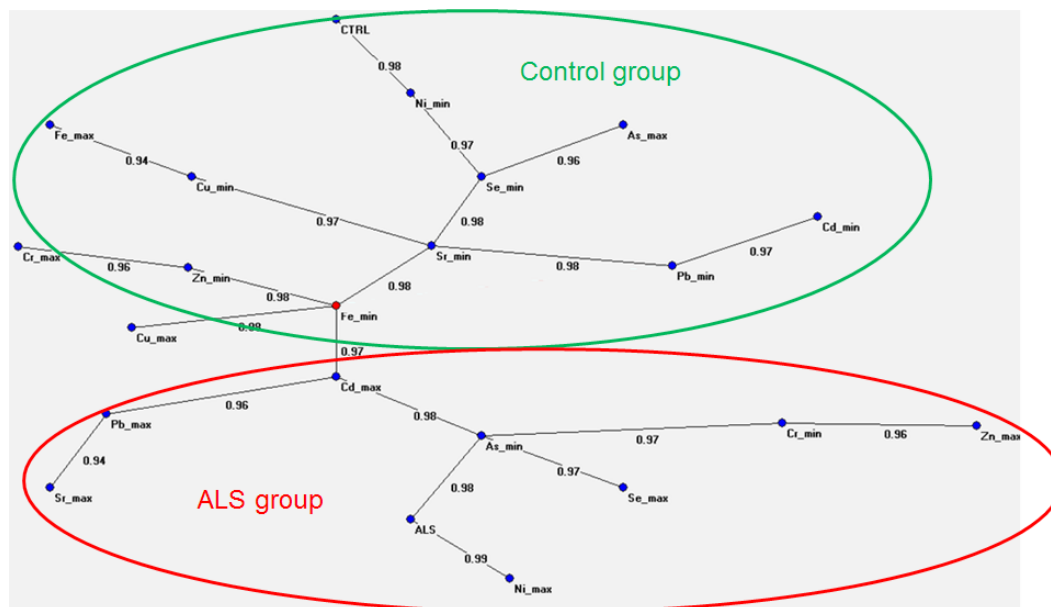 CTRL
0.98
Control group
Ni_min
Fe_max
As_max
0.97
0.94
0.96
Cu_min
Se_min
0.97
0.98
Cd_min
0.97
Cr_max
Sr_min
0.96
0.98
Zn_min
Pb_min
0.98
0.98
Fe_min
0.98
Cu_max
0.97
Cd_max
0.96
0.98
Pb_max
Cr_min
Zn_max
0.97
0.96
As_min
0.94
0.97
0.98
Sr_max
ALS group
Se_max
ALS
0.99
Ni_max